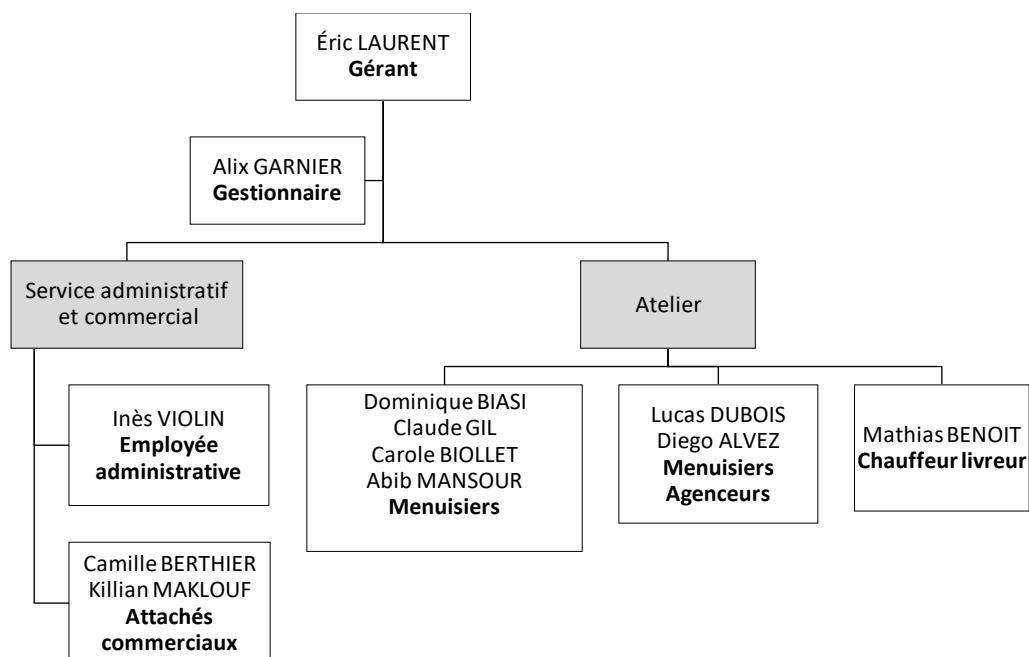 Éric LAURENT
Gérant
Alix GARNIER
Gestionnaire
Service administratif
et commercial
Atelier
Inès VIOLIN
Employée
administrative
Camille BERTHIER
Killian MAKLOUF
Attachés
commerciaux
Dominique BIASI
Claude GIL
Carole BIOLLET
Abib MANSOUR
Menuisiers
Lucas DUBOIS
Diego ALVEZ
Menuisiers
Agenceurs
Mathias BENOIT
Chauffeur livreur